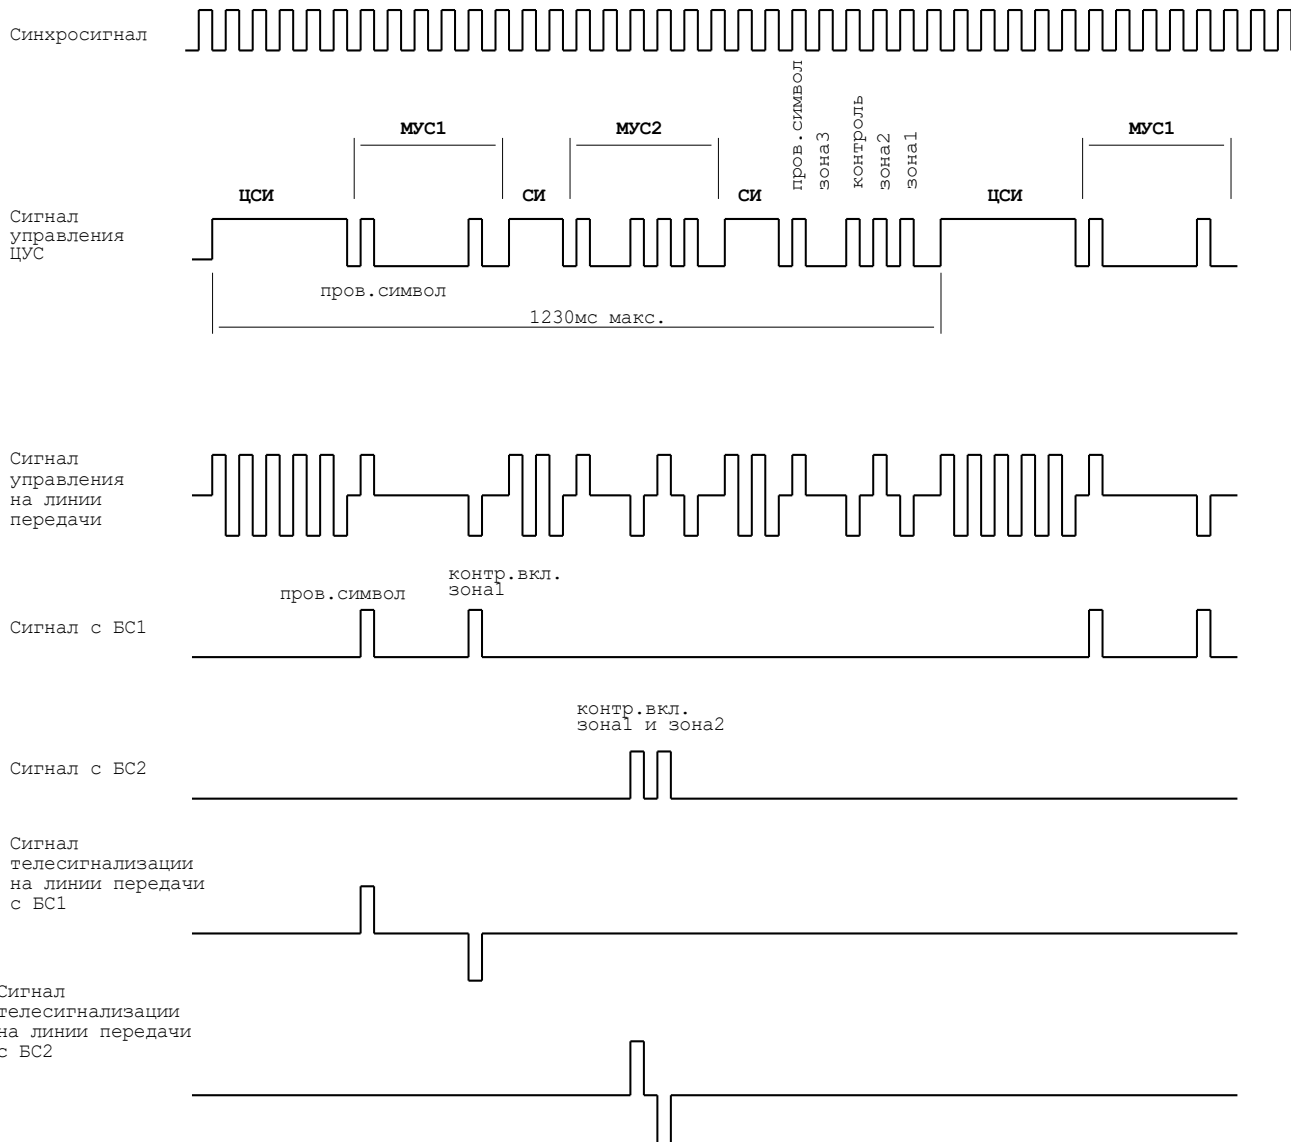 Синхросигнал
пров.символ
зона3
контроль
зона2
зона1
МУС1
МУС2
МУС1
ЦСИ
СИ
СИ
ЦСИ
Сигнал
управления
ЦУС
пров.символ
1230мс макс.
Сигнал
управления
на линии
передачи
контр.вкл.
зона1
пров.символ
Сигнал с БС1
контр.вкл.
зона1 и зона2
Сигнал с БС2
Сигнал
телесигнализации
на линии передачи
с БС1
Сигнал
телесигнализации
на линии передачи
с БС2